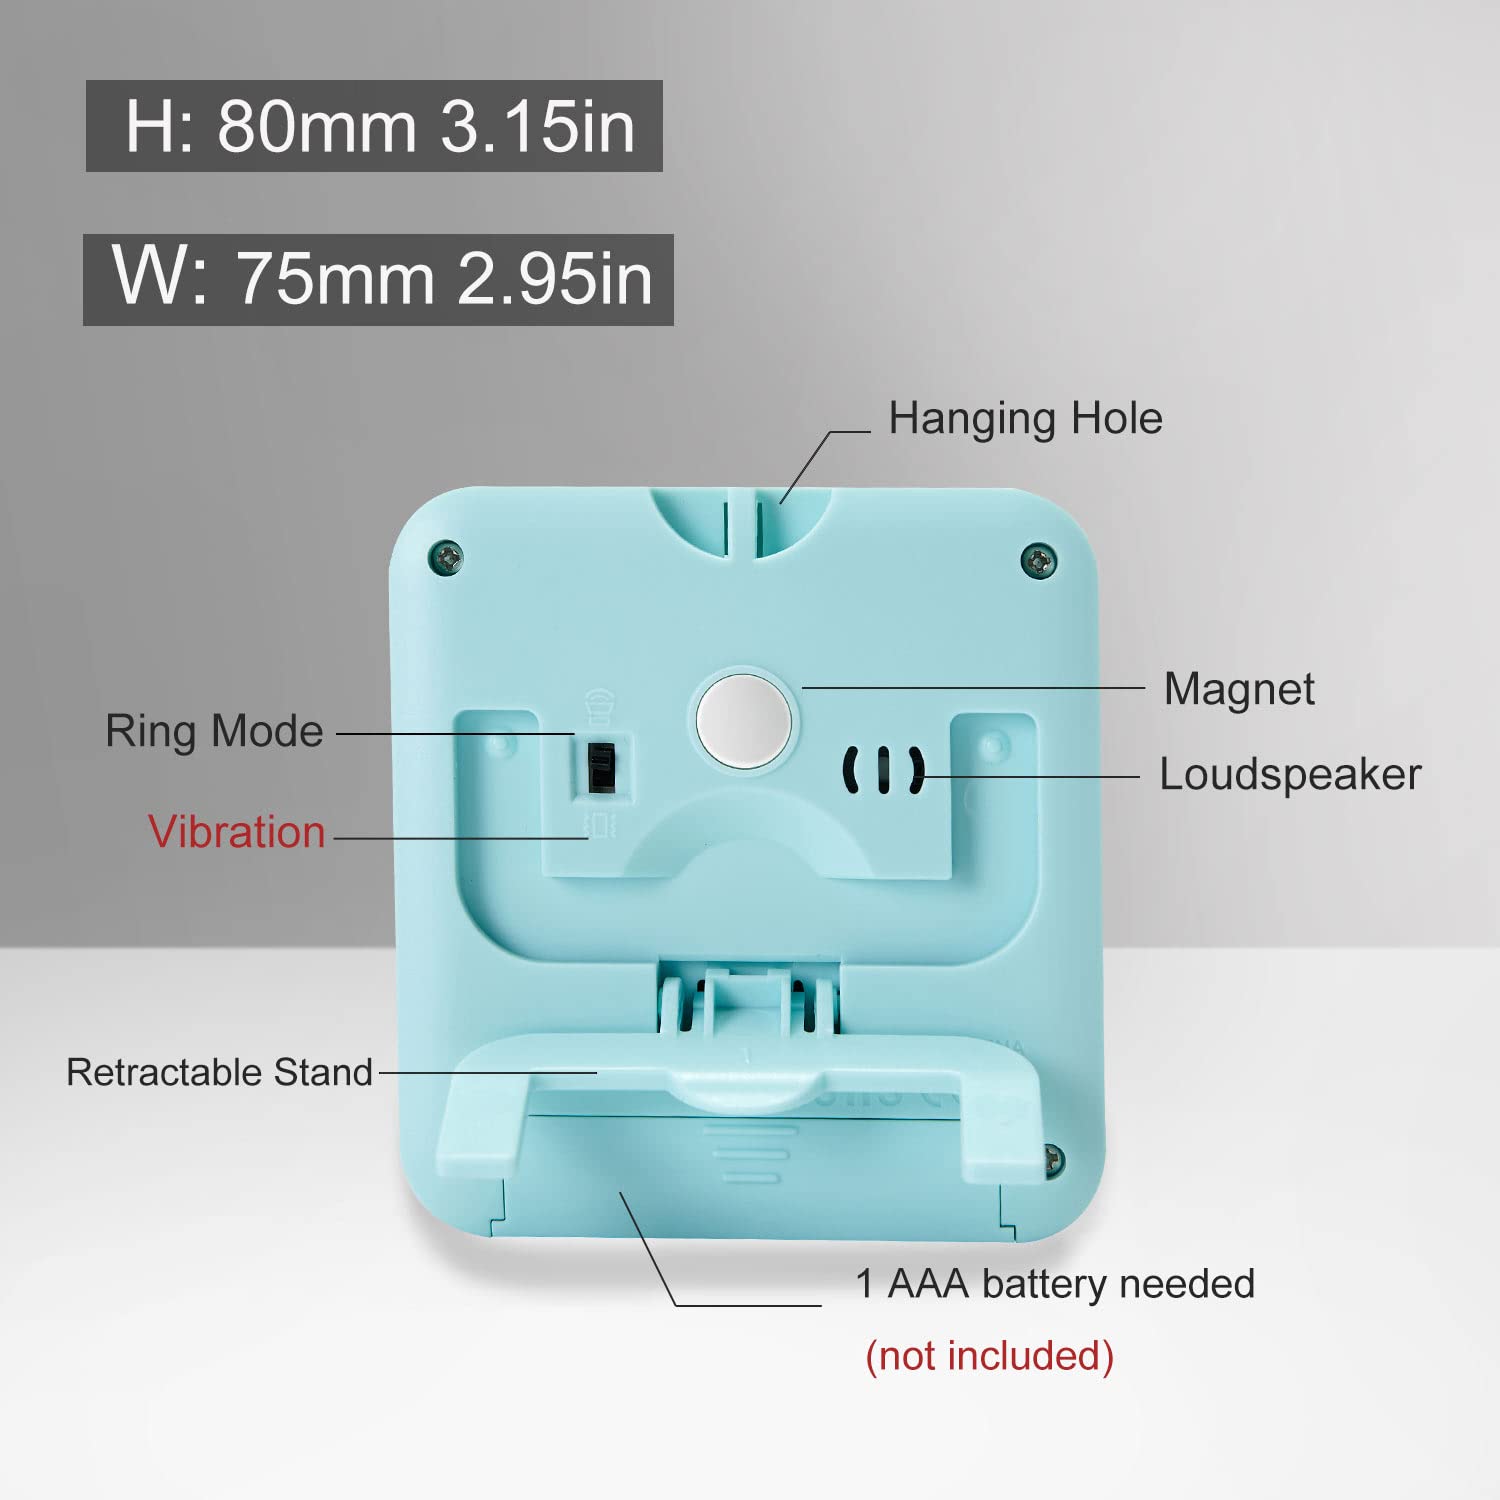 H: 80mm 3.15in
W: 75mm 2.95in
Hanging Hole
Magnet
Ring Mode
Loudspeaker
Vibration
Retractable Stand
1 AAA battery needed
(not included)